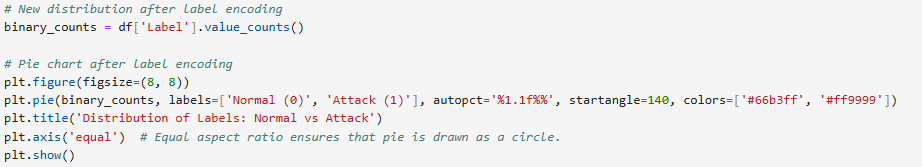 # New distribution after label encoding
binary_counts = df['Label'].value_counts()

# Pie chart after label encoding
plt.figure(figsize=(8, 8))
plt.pie(binary_counts, labels=['Normal (0)', 'Attack (1)'], autopct='%1.1f%%', startangle=140, colors=['#66b3ff', '#ff9999'])
plt.title('Distribution of Labels: Normal vs Attack')
plt.axis('equal')  # Equal aspect ratio ensures that pie is drawn as a circle.
plt.show()